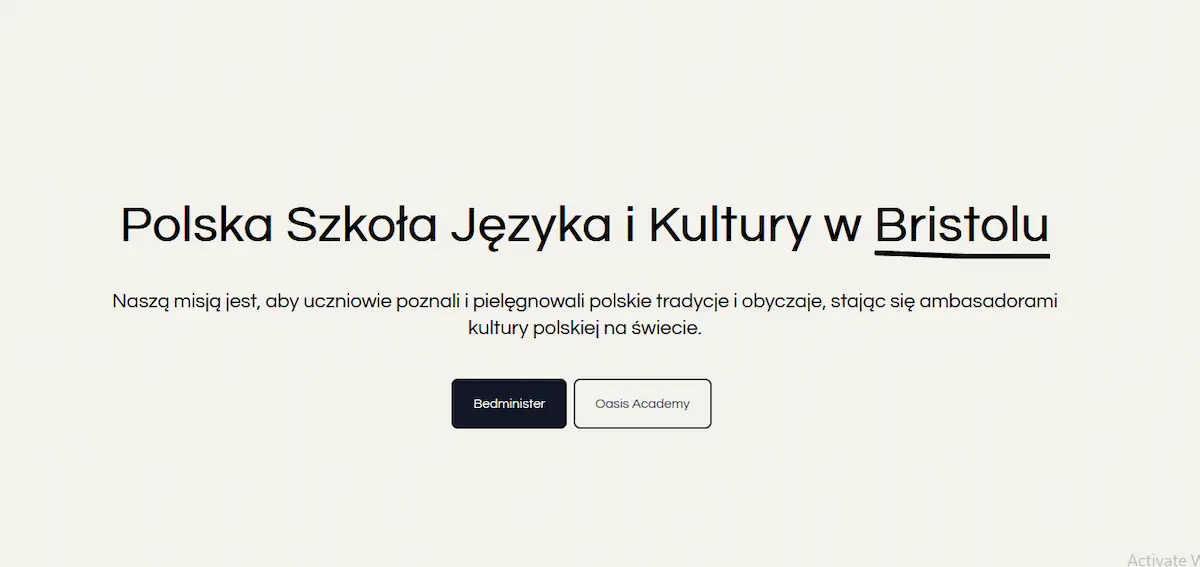 Polska Szkoła Języka i Kultury w Bristolu
Naszą misją jest, aby uczniowie poznali i pielęgnowali polskie tradycje i obyczaje, stając się ambasadorami
kultury polskiej na świecie.
Bedminister
Oasis Academy
Activate W